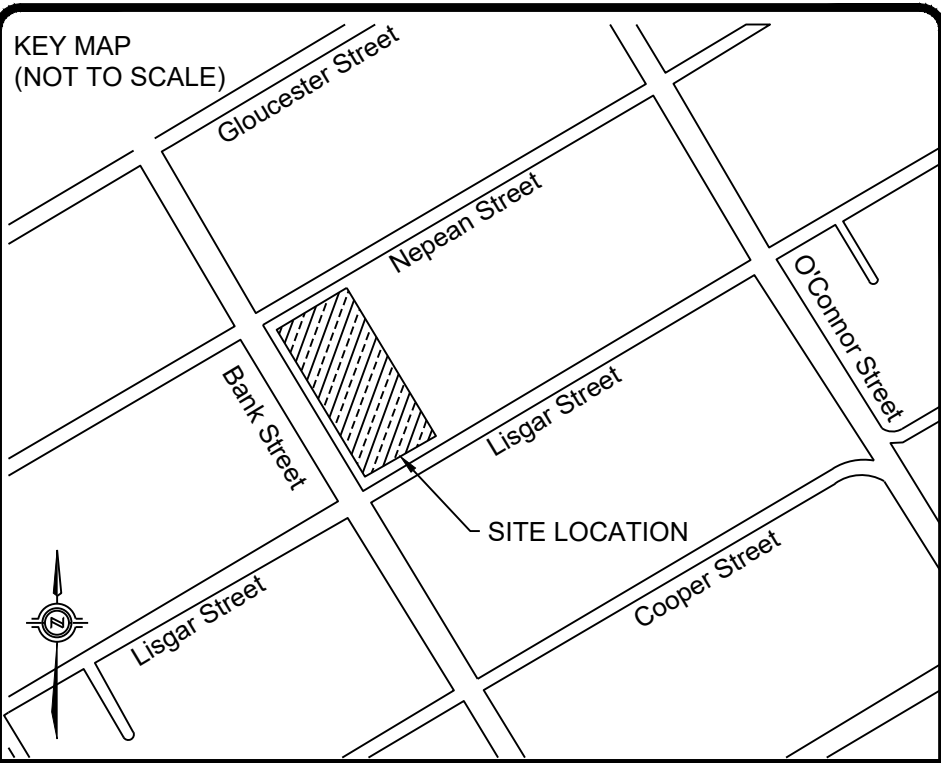 KEY MAP
(NOT TO SCALE)
Gloucester Street
Nepean Street
O'Connor Street
Bank Street
Lisgar Street
SITE LOCATION
Cooper Street
Lisgar Street
N